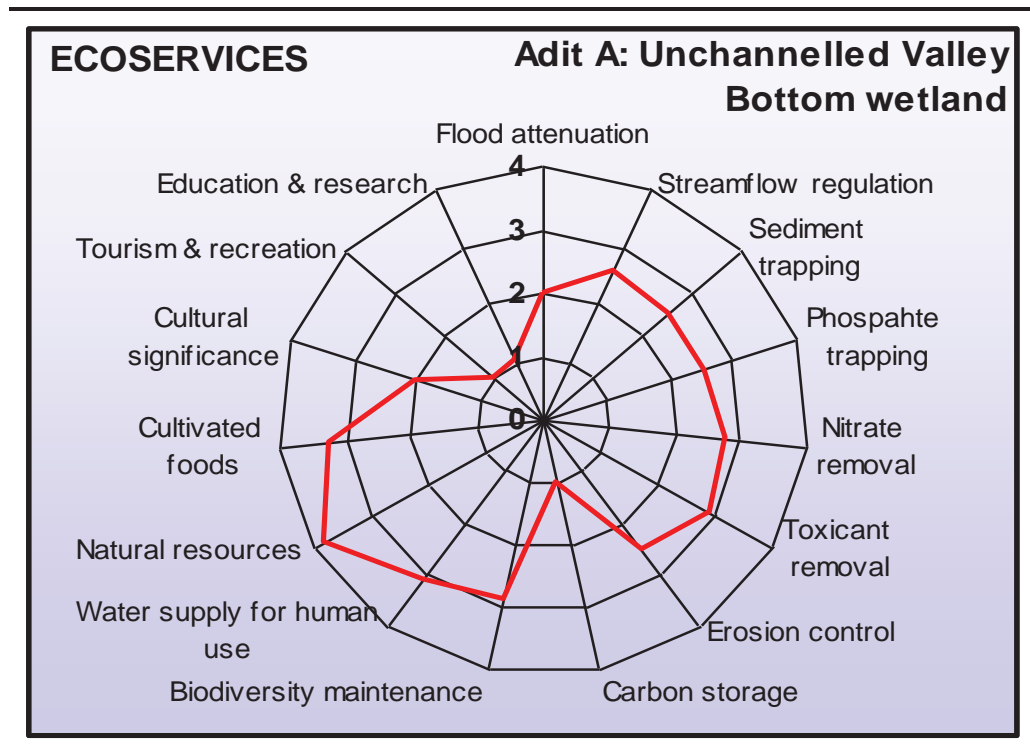 ECOSERVICES
Adit A: Unchannelled Valley
Bottom wetland
Flood attenuation
Streamflow regulation
Sediment
trapping
Phospahte
trapping
Nitrate
removal
Toxicant
removal
Erosion control
Carbon storage
Biodiversity maintenance
Water supply for human
use
Natural resources
Cultivated
foods
Cultural
significance
Tourism & recreation
Education & research
4
3
2
1
0